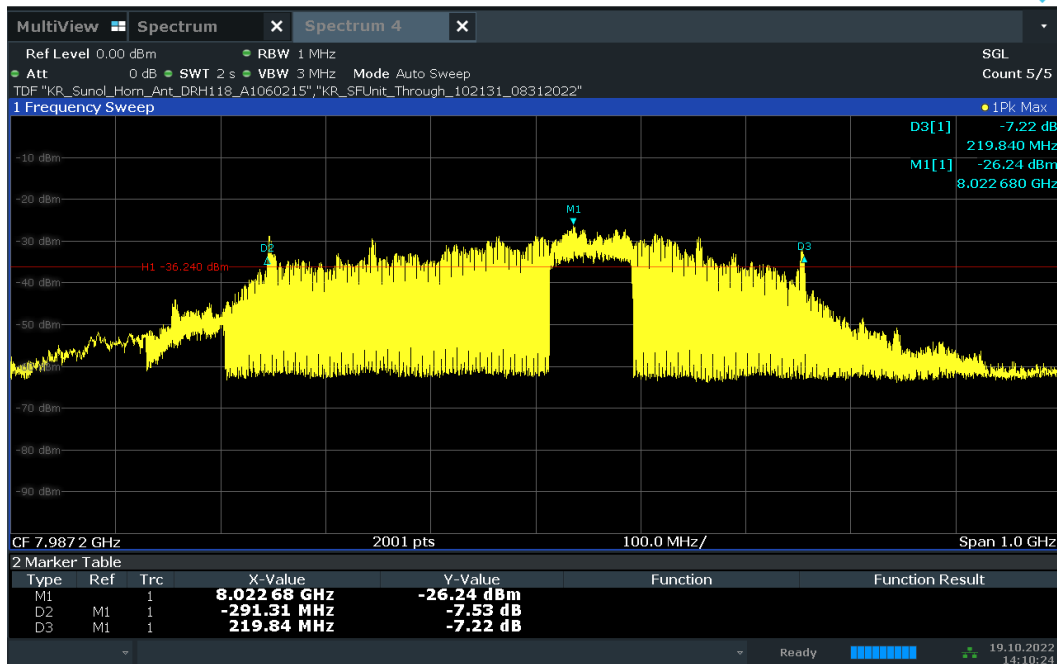 MultiView Spectrum X Spectrum 4 X
Ref Level 0.00 dBm RBW 1 MHz SGL
Att 0 dB SWT 2 s VBW 3 MHz Mode Auto Sweep Count 5/5
TDF "KR_Sunol_Horn_Ant_DRH118_A1060215","KR_SFUnit_Through_102131_08312022"
1 Frequency Sweep 1Pk Max
D3[1] -7.22 dB
219.840 MHz
-10 dBm
M1[1] -26.24 dBm
8.022 680 GHz
-20 dBm
M1
-30 dBm
D2 D3
H1 -36.240 dBm
-40 dBm
-50 dBm
-70 dBm
-80 dBm
-90 dBm
CF 7.987 2 GHz 2001 pts 100.0 MHz/ Span 1.0 GHz
2 Marker Table
Type Ref Trc X-Value Y-Value Function Function Result
M1 1 8.022 68 GHz -26.24 dBm
D2 M1 1 -291.31 MHz -7.53 dB
D3 M1 1 219.84 MHz -7.22 dB
Ready 19.10.2022
14:10:24